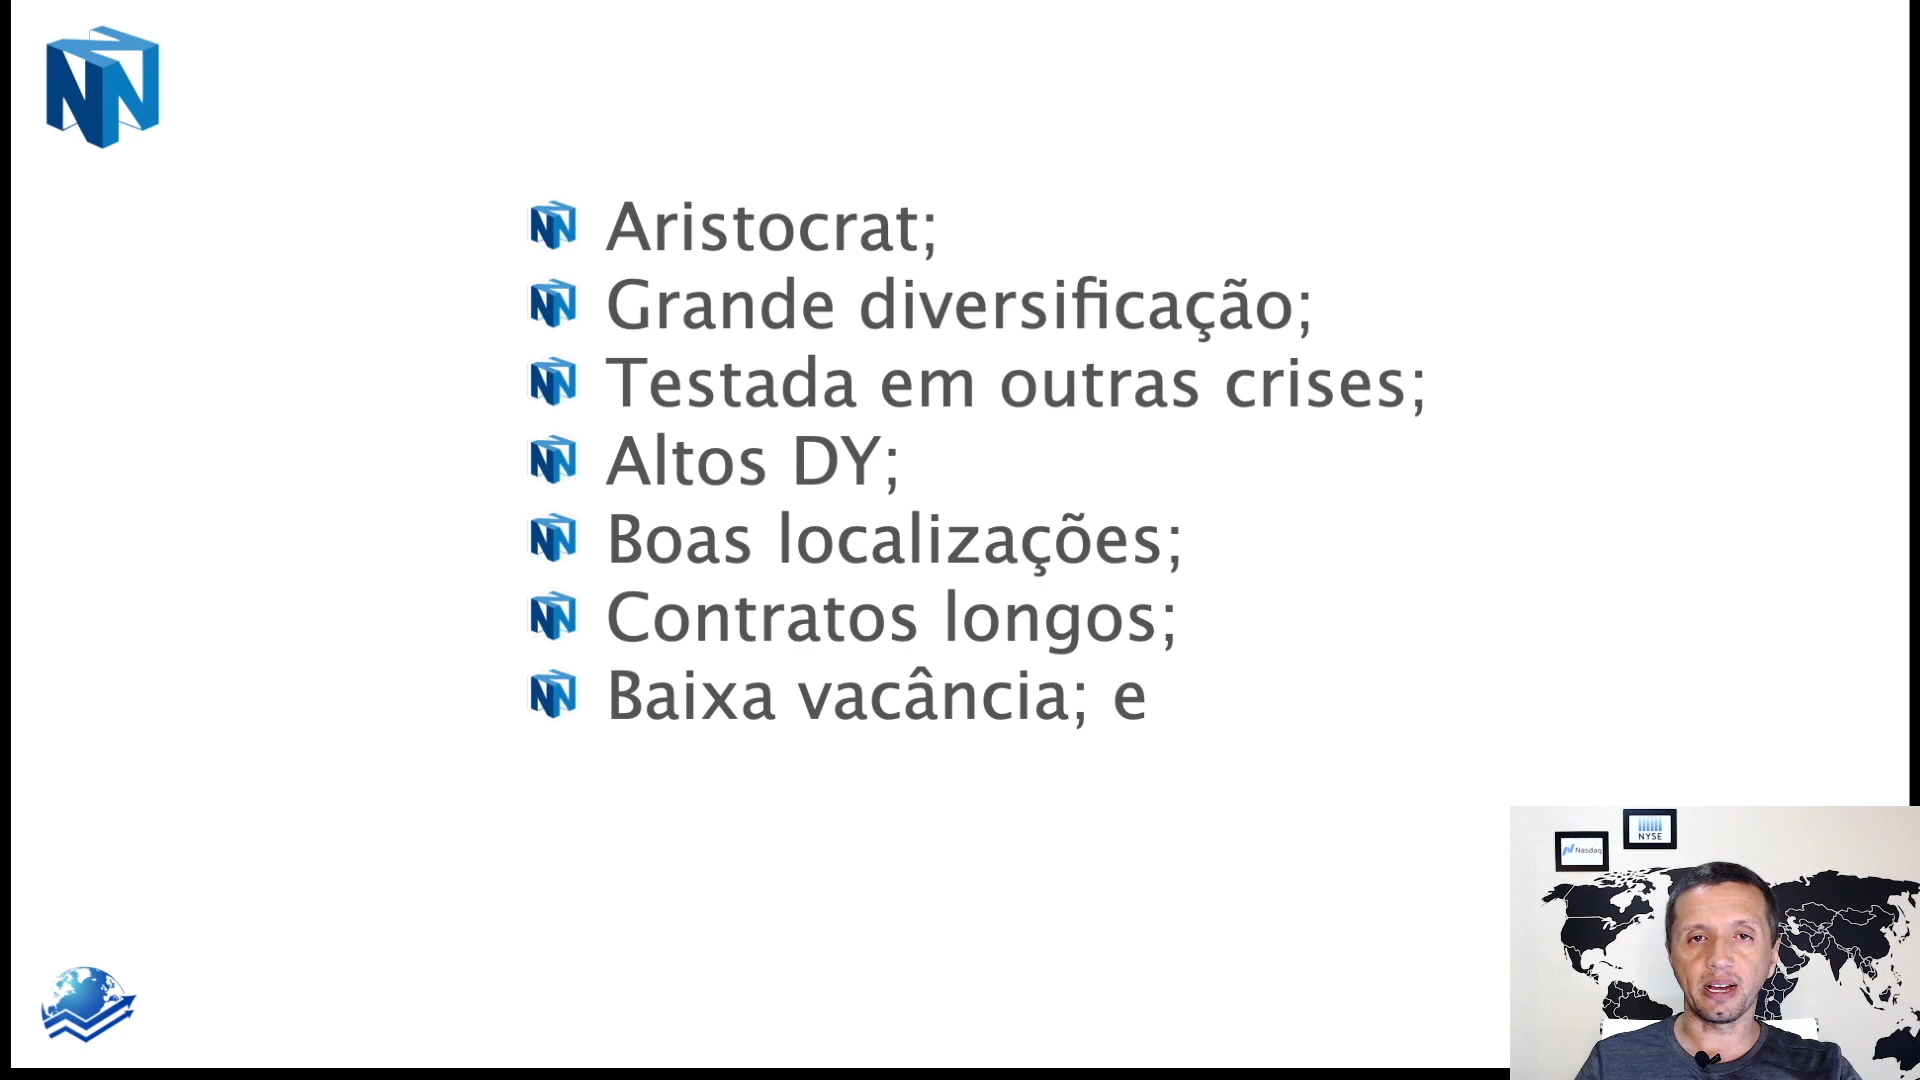 Aristocrat;
Grande diversificação;
Testada em outras crises;
Altos DY;
Boas localizações;
Contratos longos;
Baixa vacância; e
NYSE
Nasdaq